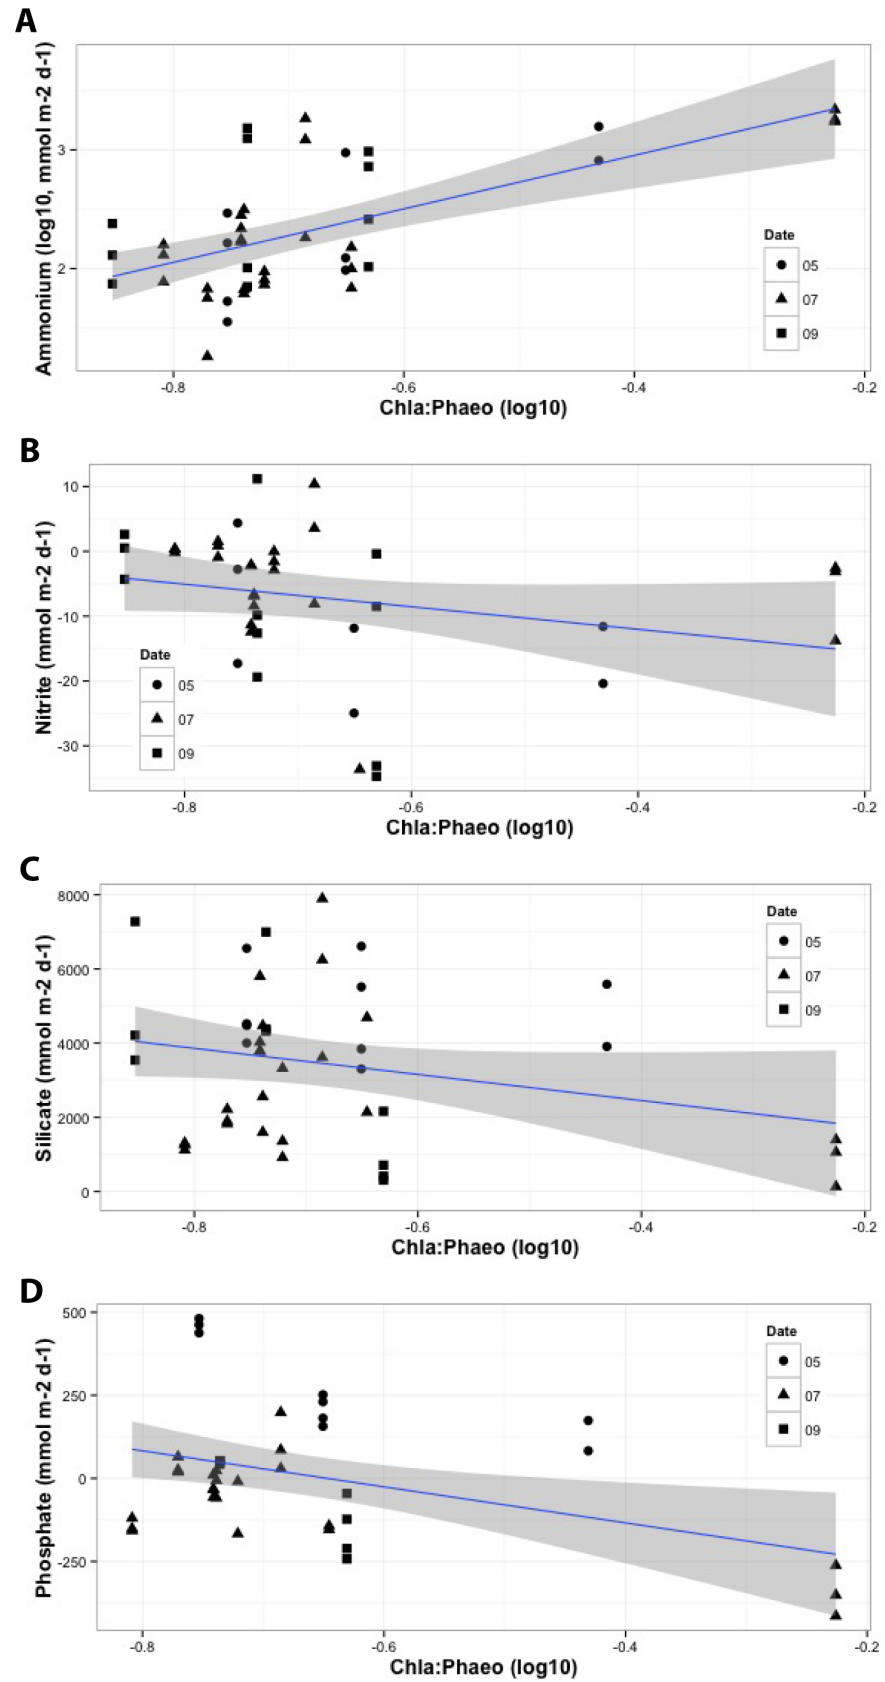 A
Ammonium (log10, mmol m-2 d-1)
3
2
Date
05
07
09
-0.8
-0.6
-0.4
-0.2
Chla:Phaeo (log10)
B
Nitrite (mmol m-2 d-1)
10
0
-10
-20
-30
Date
05
07
09
-0.8
-0.6
-0.4
-0.2
Chla:Phaeo (log10)
C
Silicate (mmol m-2 d-1)
8000
6000
4000
2000
0
Date
05
07
09
-0.8
-0.6
-0.4
-0.2
Chla:Phaeo (log10)
D
Phosphate (mmol m-2 d-1)
500
250
0
-250
Date
05
07
09
-0.8
-0.6
-0.4
-0.2
Chla:Phaeo (log10)